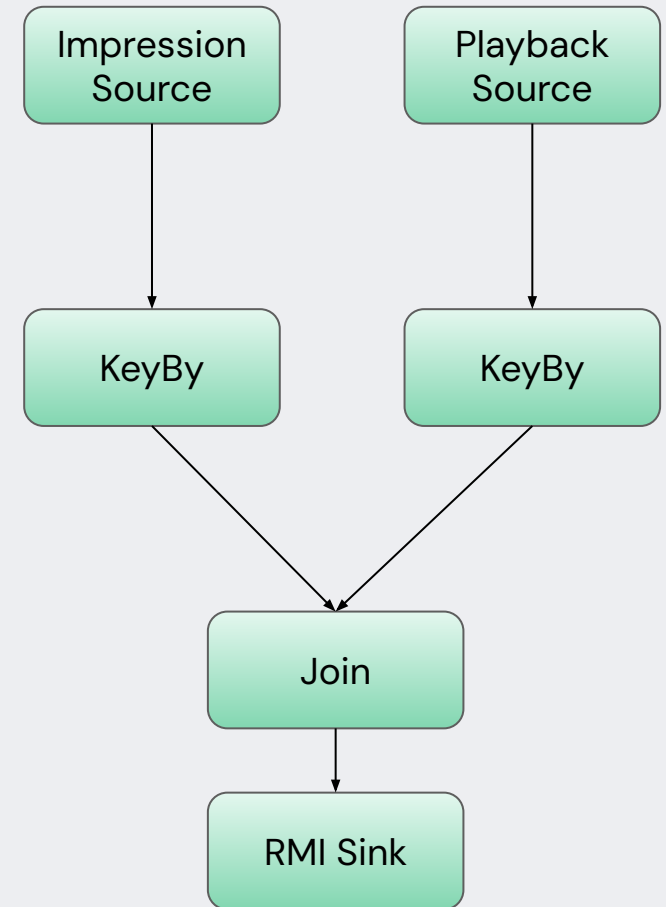 Impression
Source
Playback
Source
KeyBy
KeyBy
Join
RMI Sink